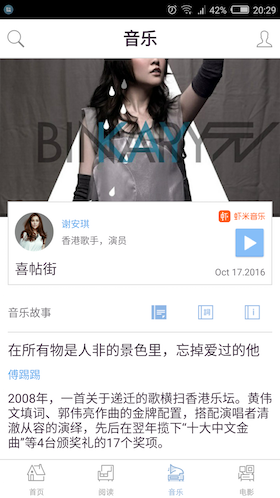 42% 20:29
音乐
BINKARYTV
谢安琪
虾米音乐
香港歌手，演员
喜帖街
Oct 17.2016
音乐故事
词
i
在所有物是人非的景色里，忘掉爱过的他
傅踢踢
2008年，一首关于递迁的歌横扫香港乐坛。黄伟
文填词、郭伟亮作曲的金牌配置，搭配演唱者清
澈从容的演绎，先后在翌年揽下“十大中文金
曲”等4台颁奖礼的17个奖项。
首页
阅读
音乐
电影